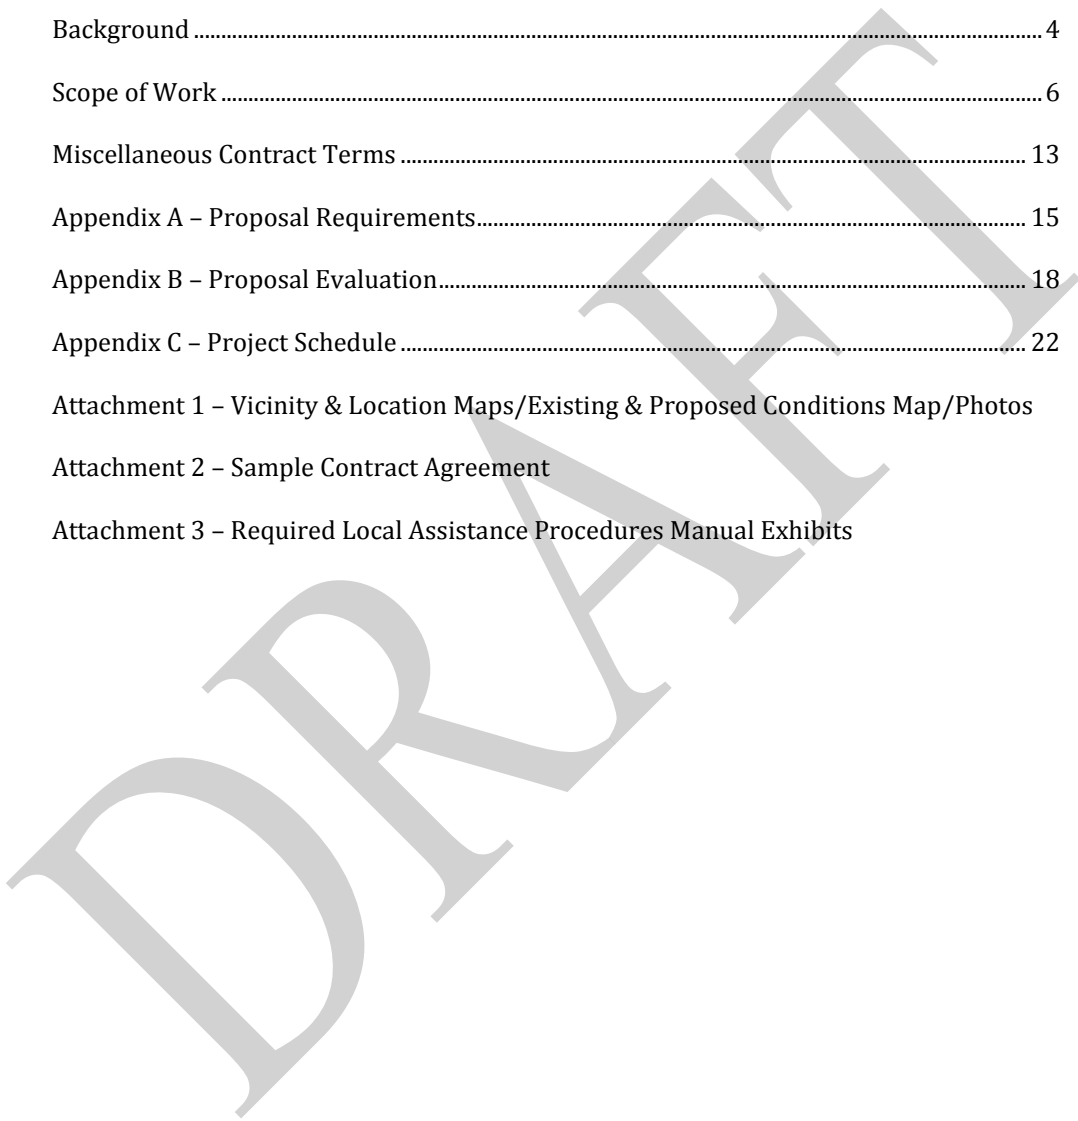 Background ........................................ 4
Scope of Work ........................................ 6
Miscellaneous Contract Terms ........................................ 13
Appendix A – Proposal Requirements ........................................ 15
Appendix B – Proposal Evaluation ........................................ 18
Appendix C – Project Schedule ........................................ 22
Attachment 1 – Vicinity & Location Maps/Existing & Proposed Conditions Map/Photos
Attachment 2 – Sample Contract Agreement
Attachment 3 – Required Local Assistance Procedures Manual Exhibits
DRAFT